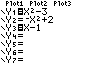 Plot1 Plot2 Plot3
\Y₁=X²-3
\Y₂=-X²+2
\Y₃=X-1
\Y₄=
\Y₅=
\Y₆=
\Y₇=